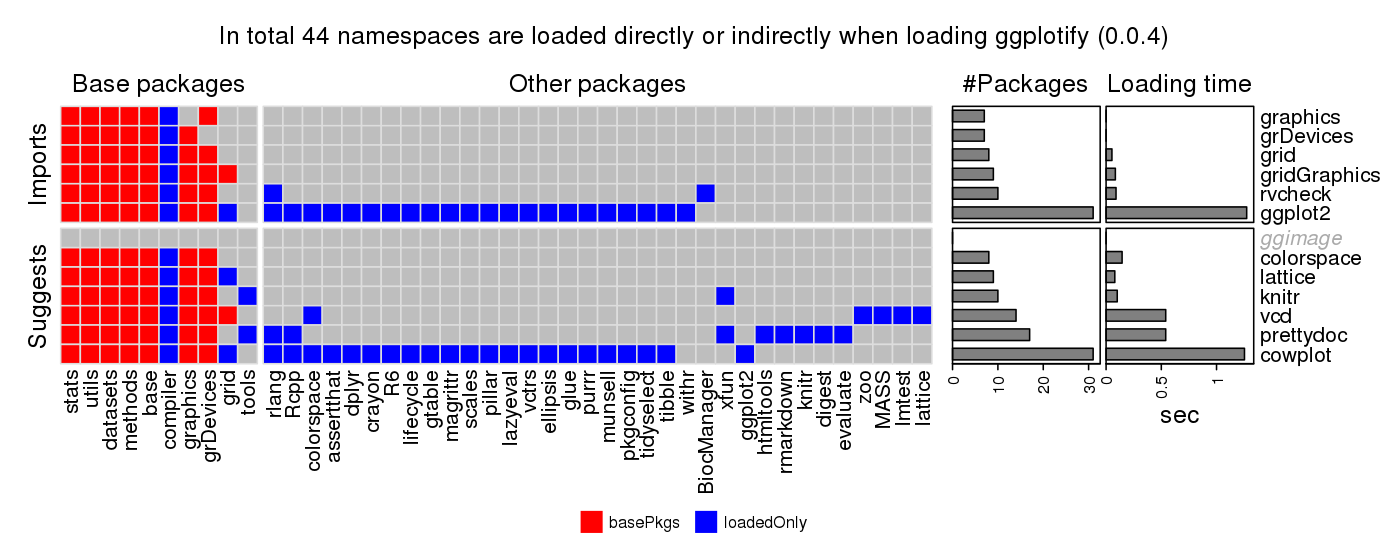 In total 44 namespaces are loaded directly or indirectly when loading ggplotify (0.0.4)
Base packages
Other packages
#Packages
Loading time
Imports
graphics
grDevices
grid
gridGraphics
rvcheck
ggplot2
Suggests
ggimage
colorspace
lattice
knitr
vcd
prettydoc
cowplot
stats
utils
datasets
methods
base
compiler
graphics
grDevices
grid
tools
rlang
Rcpp
colorspace
assertthat
dplyr
crayon
R6
lifecycle
gtable
magrittr
scales
pillar
lazyeval
vctrs
ellipsis
glue
purrr
munsell
pkgconfig
tidyselect
tibble
withr
BiocManager
xfun
ggplot2
htmltools
rmarkdown
knitr
digest
evaluate
zoo
MASS
lmtest
lattice
0
10
20
30
0
0.5
1
sec
basePkgs
loadedOnly